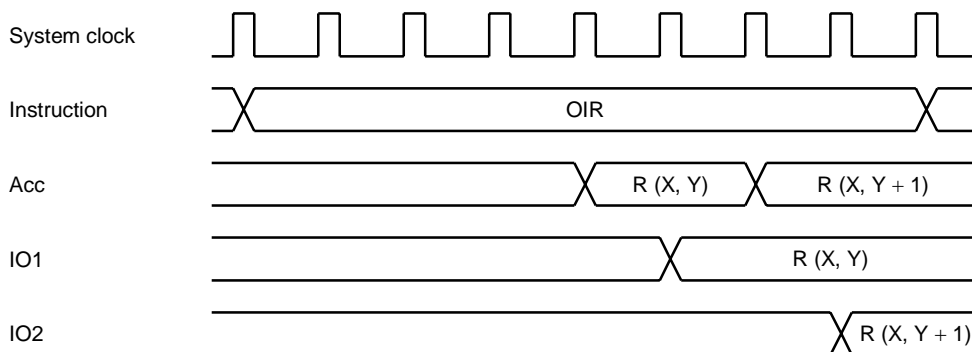 System clock
Instruction OIR
Acc R (X, Y) R (X, Y + 1)
IO1 R (X, Y)
IO2 R (X, Y + 1)